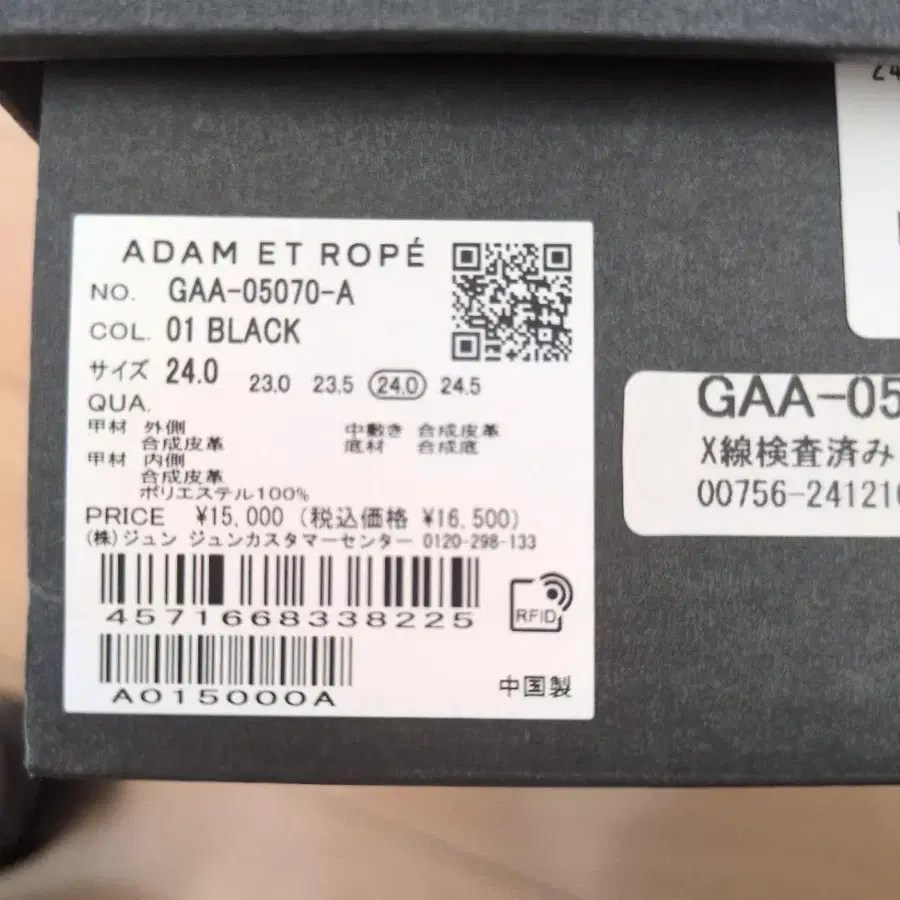 ADAM ET ROPÉ
NO. GAA-05070-A
COL. 01 BLACK
サイズ 24.0 23.0 23.5 24.0 24.5
QUA.
甲材 外側 中敷き 合成皮革
合成皮革 底材 合成底
甲材 内側
合成皮革
ポリエステル100%
PRICE ¥15,000 (税込価格 ¥16,500)
(株)ジュン ジュンカスタマーセンター 0120-298-133
4571668338225
RFID
A015000A
中国製
24
GAA-05
X線検査済み
00756-241210